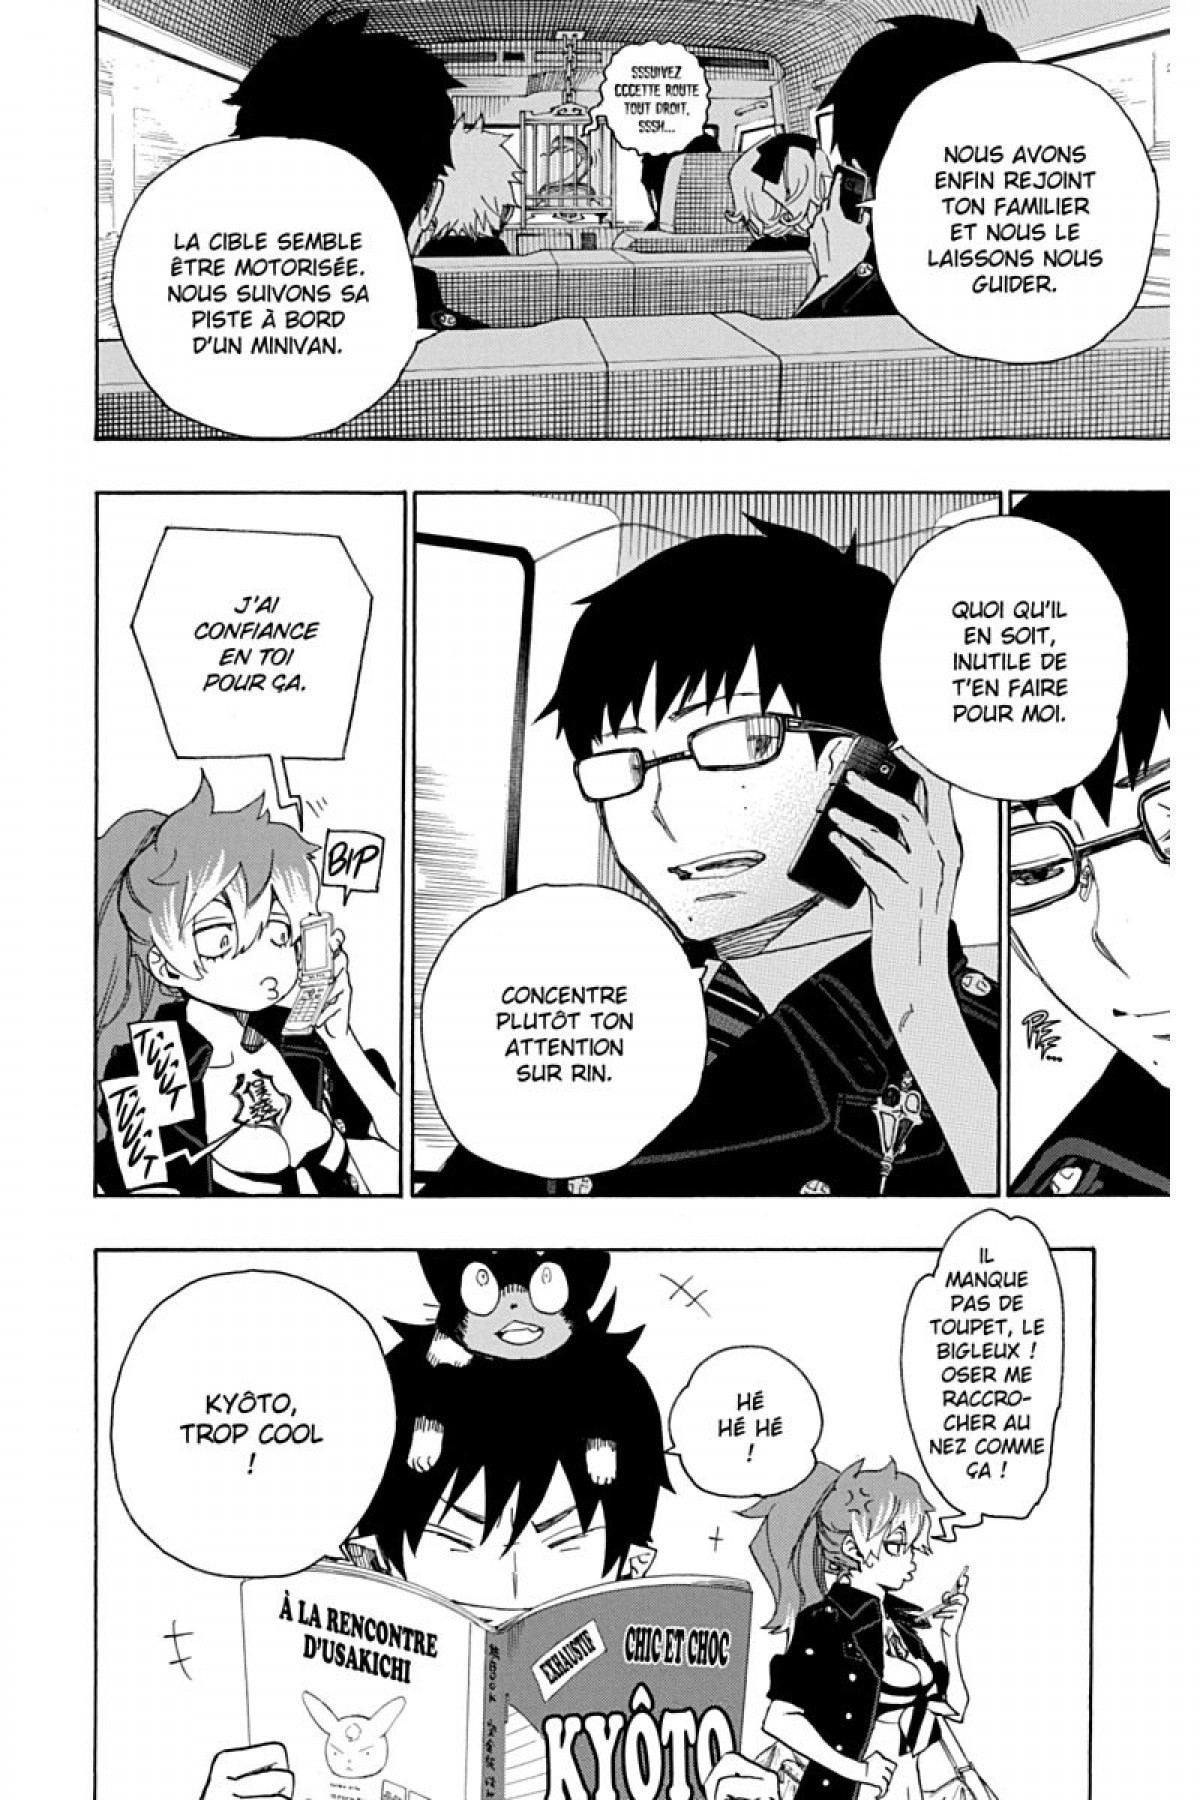 NOUS AVONS
ENFIN REJOINT
TON FAMILIER
ET NOUS LE
LAISSONS NOUS
GUIDER.
SSSUIVEZ
CCCETTE ROUTE
TOUT DROIT,
SSSH...
LA CIBLE SEMBLE
ÊTRE MOTORISÉE.
NOUS SUIVONS SA
PISTE À BORD
D'UN MINIVAN.
PFF...
QUOI QU'IL
EN SOIT,
INUTILE DE
T'EN FAIRE
POUR MOI.
CONCENTRE
PLUTÔT TON
ATTENTION
SUR RIN.
J'AI
CONFIANCE
EN TOI
POUR ÇA.
BIP
TUUUT
TUUUT
IL
MANQUE
PAS DE
TOUPET, LE
BIGLEUX !
OSER ME
RACCRO-
CHER AU
NEZ COMME
ÇA !
HÉ
HÉ HÉ
!
KYÔTO,
TROP COOL
!
À LA RENCONTRE
D'USAKICHI
EXHAUSTIF
CHIC ET CHOC
KYÔTO